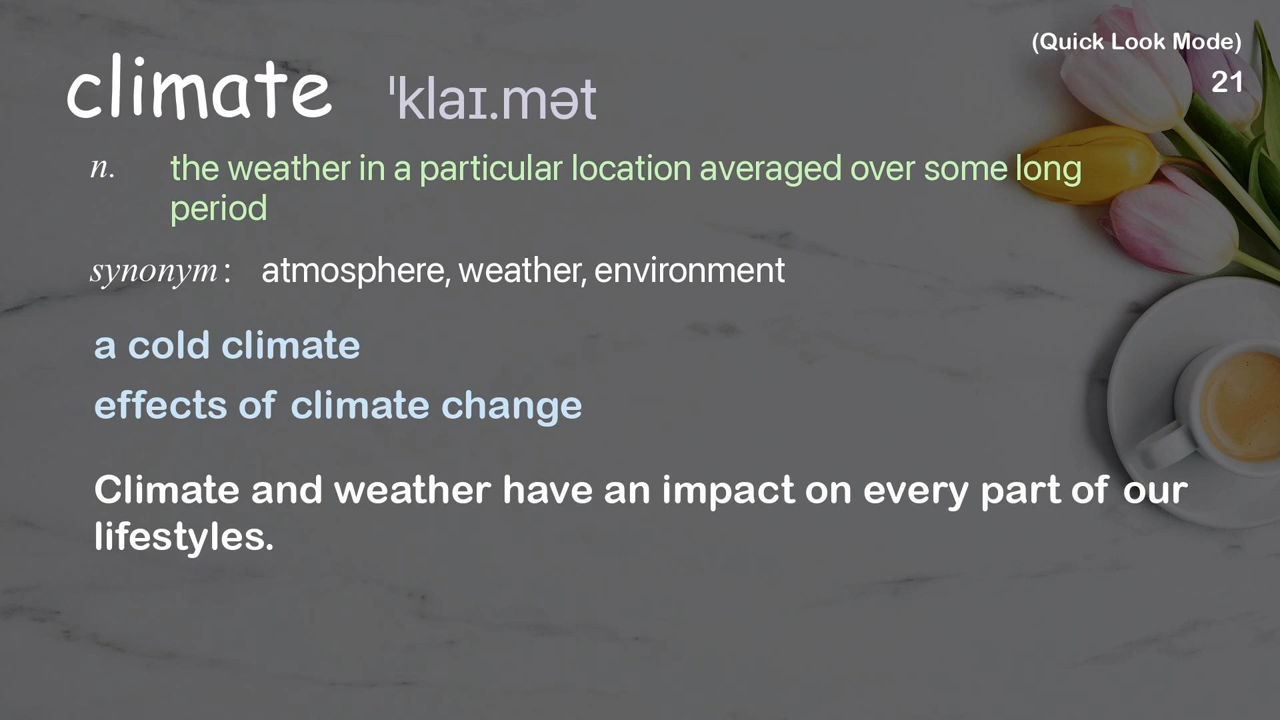 (Quick Look Mode)
21
climate ˈklaɪ.mət
n. the weather in a particular location averaged over some long
period
synonym: atmosphere, weather, environment
a cold climate
effects of climate change
Climate and weather have an impact on every part of our
lifestyles.